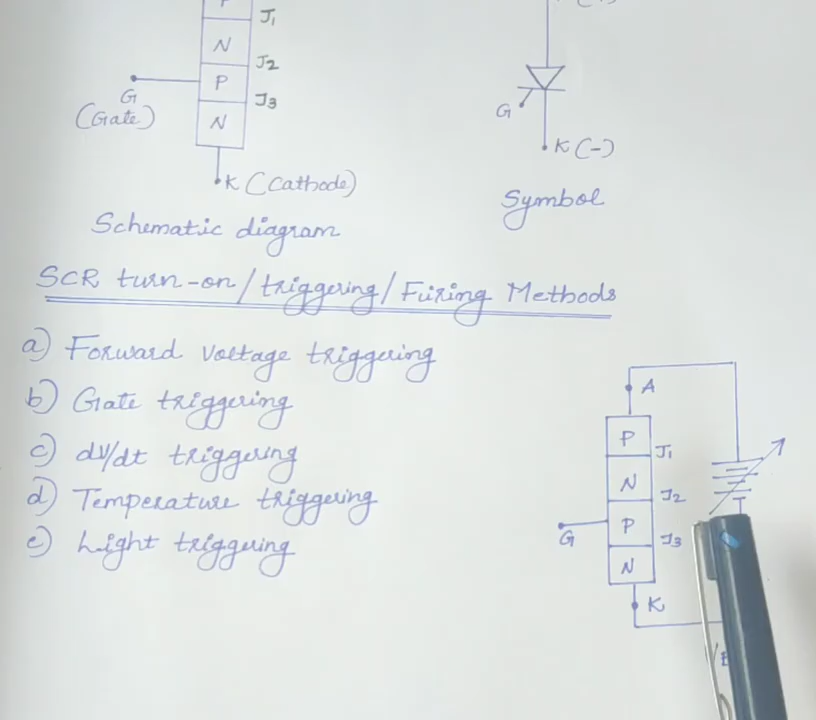 P
J1
N
J2
P
J3
G
(Gate)
N
K (Cathode)
G
K (-)
Schematic diagram
Symbol
SCR turn-on/triggering/Firing Methods
a) Forward voltage triggering
b) Gate triggering
c) dv/dt triggering
d) Temperature triggering
e) Light triggering
A
P
J1
N
J2
P
J3
G
N
K